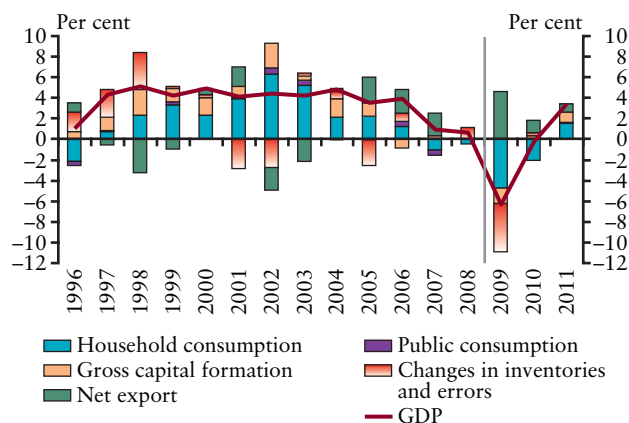 Per cent Per cent
10 10
8 8
6 6
4 4
2 2
0 0
−2 −2
−4 −4
−6 −6
−8 −8
−10 −10
−12 −12
1996 1997 1998 1999 2000 2001 2002 2003 2004 2005 2006 2007 2008 2009 2010 2011
Household consumption Public consumption
Gross capital formation Changes in inventories
and errors
Net export
GDP